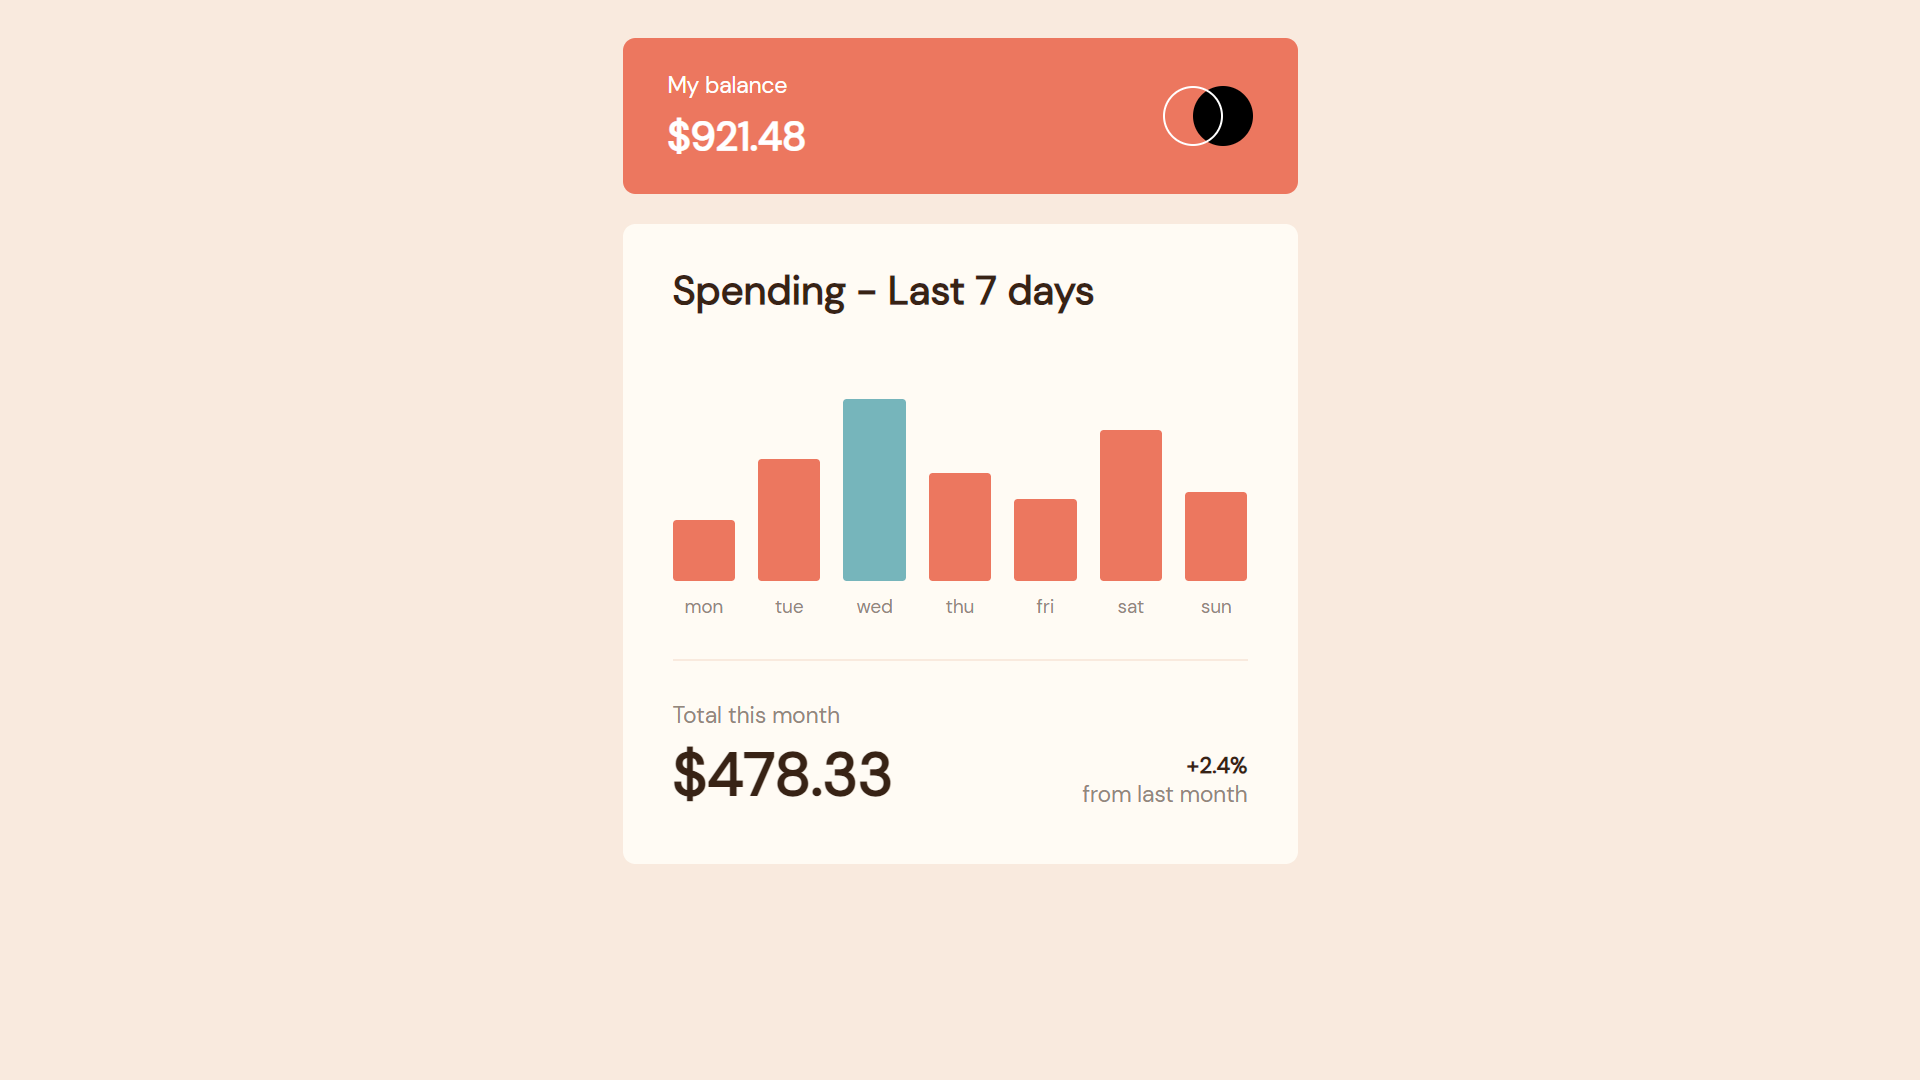 My balance
$921.48
Spending - Last 7 days
mon tue wed thu fri sat sun
Total this month
$478.33
+2.4%
from last month